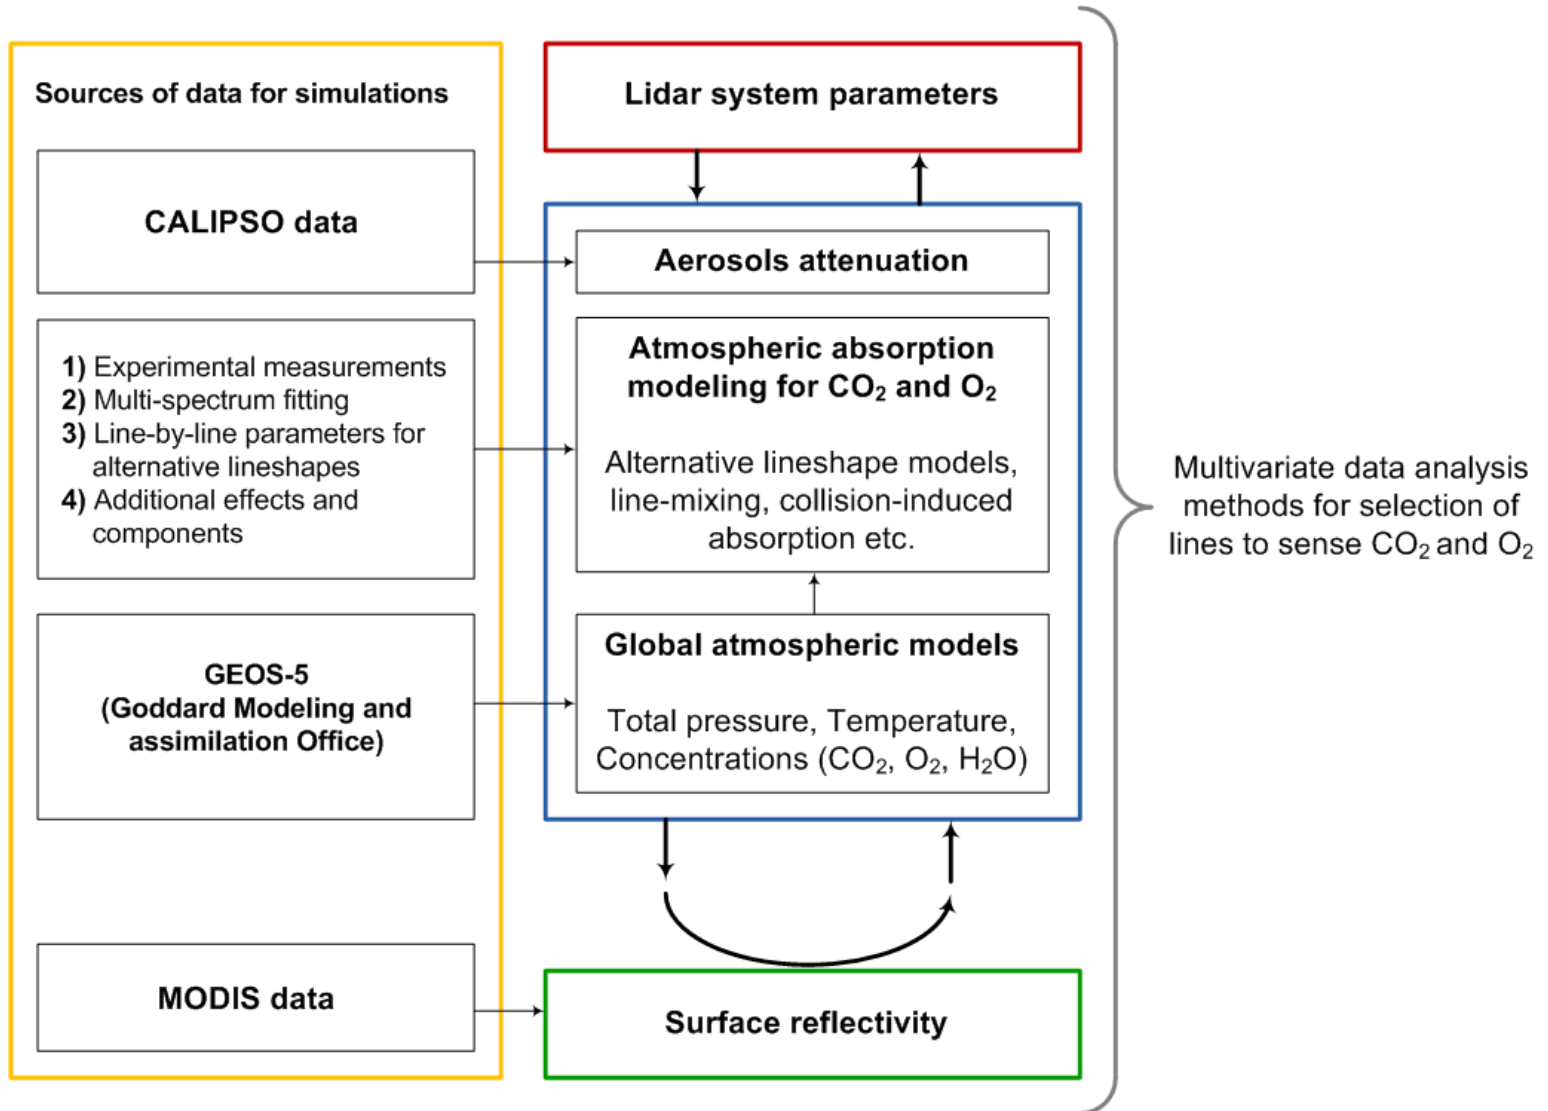 Sources of data for simulations
CALIPSO data
1) Experimental measurements
2) Multi-spectrum fitting
3) Line-by-line parameters for
alternative lineshapes
4) Additional effects and
components
GEOS-5
(Goddard Modeling and
assimilation Office)
MODIS data
Lidar system parameters
Aerosols attenuation
Atmospheric absorption
modeling for CO₂ and O₂
Alternative lineshape models,
line-mixing, collision-induced
absorption etc.
Global atmospheric models
Total pressure, Temperature,
Concentrations (CO₂, O₂, H₂O)
Surface reflectivity
Multivariate data analysis
methods for selection of
lines to sense CO₂ and O₂